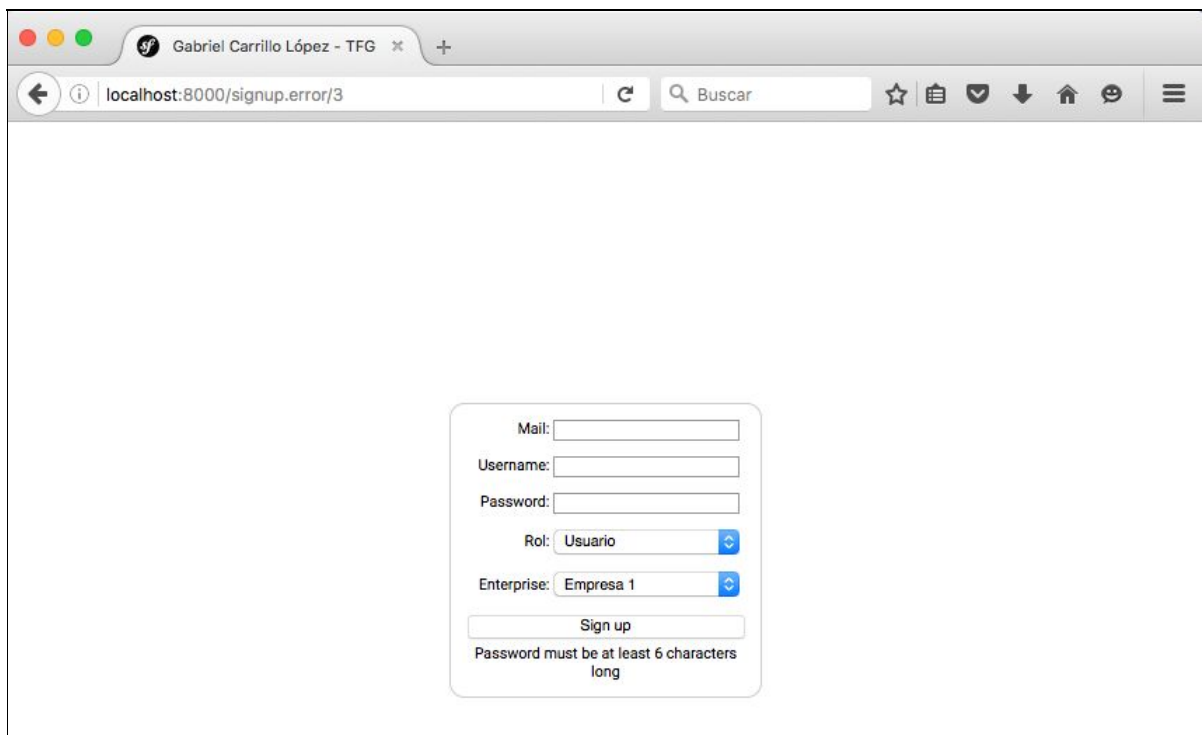 Gabriel Carrillo López - TFG
localhost:8000/signup.error/3
Buscar
Mail:
Username:
Password:
Rol: Usuario
Enterprise: Empresa 1
Sign up
Password must be at least 6 characters
long